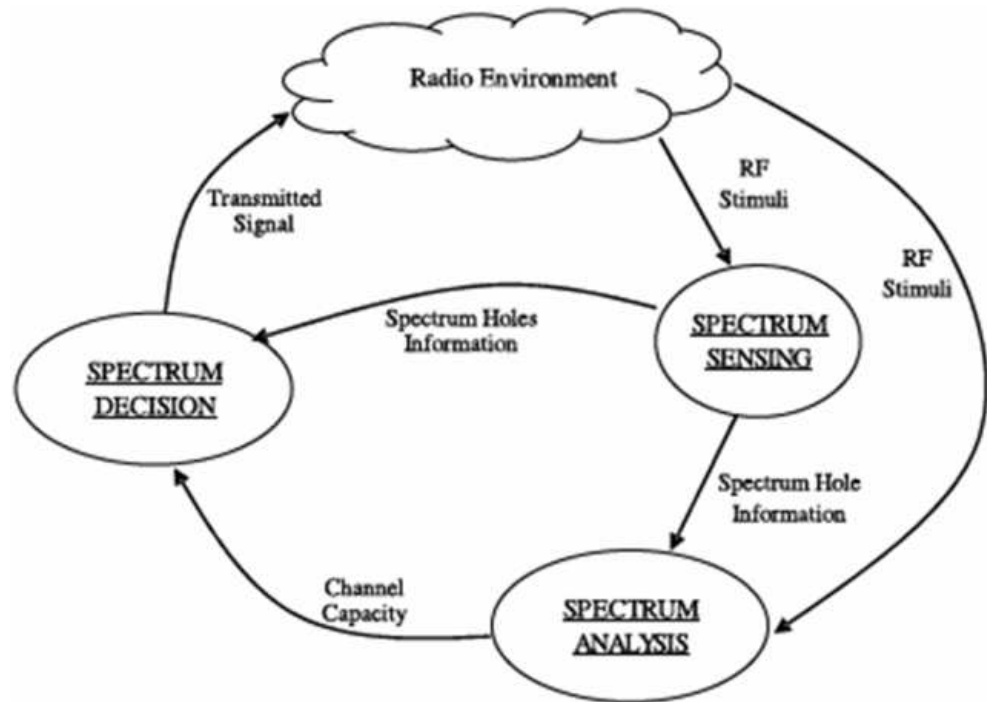 Radio Environment
RF
Stimuli
Transmitted
Signal
RF
Stimuli
Spectrum Holes
Information
SPECTRUM
SENSING
SPECTRUM
DECISION
Spectrum Hole
Information
Channel
Capacity
SPECTRUM
ANALYSIS